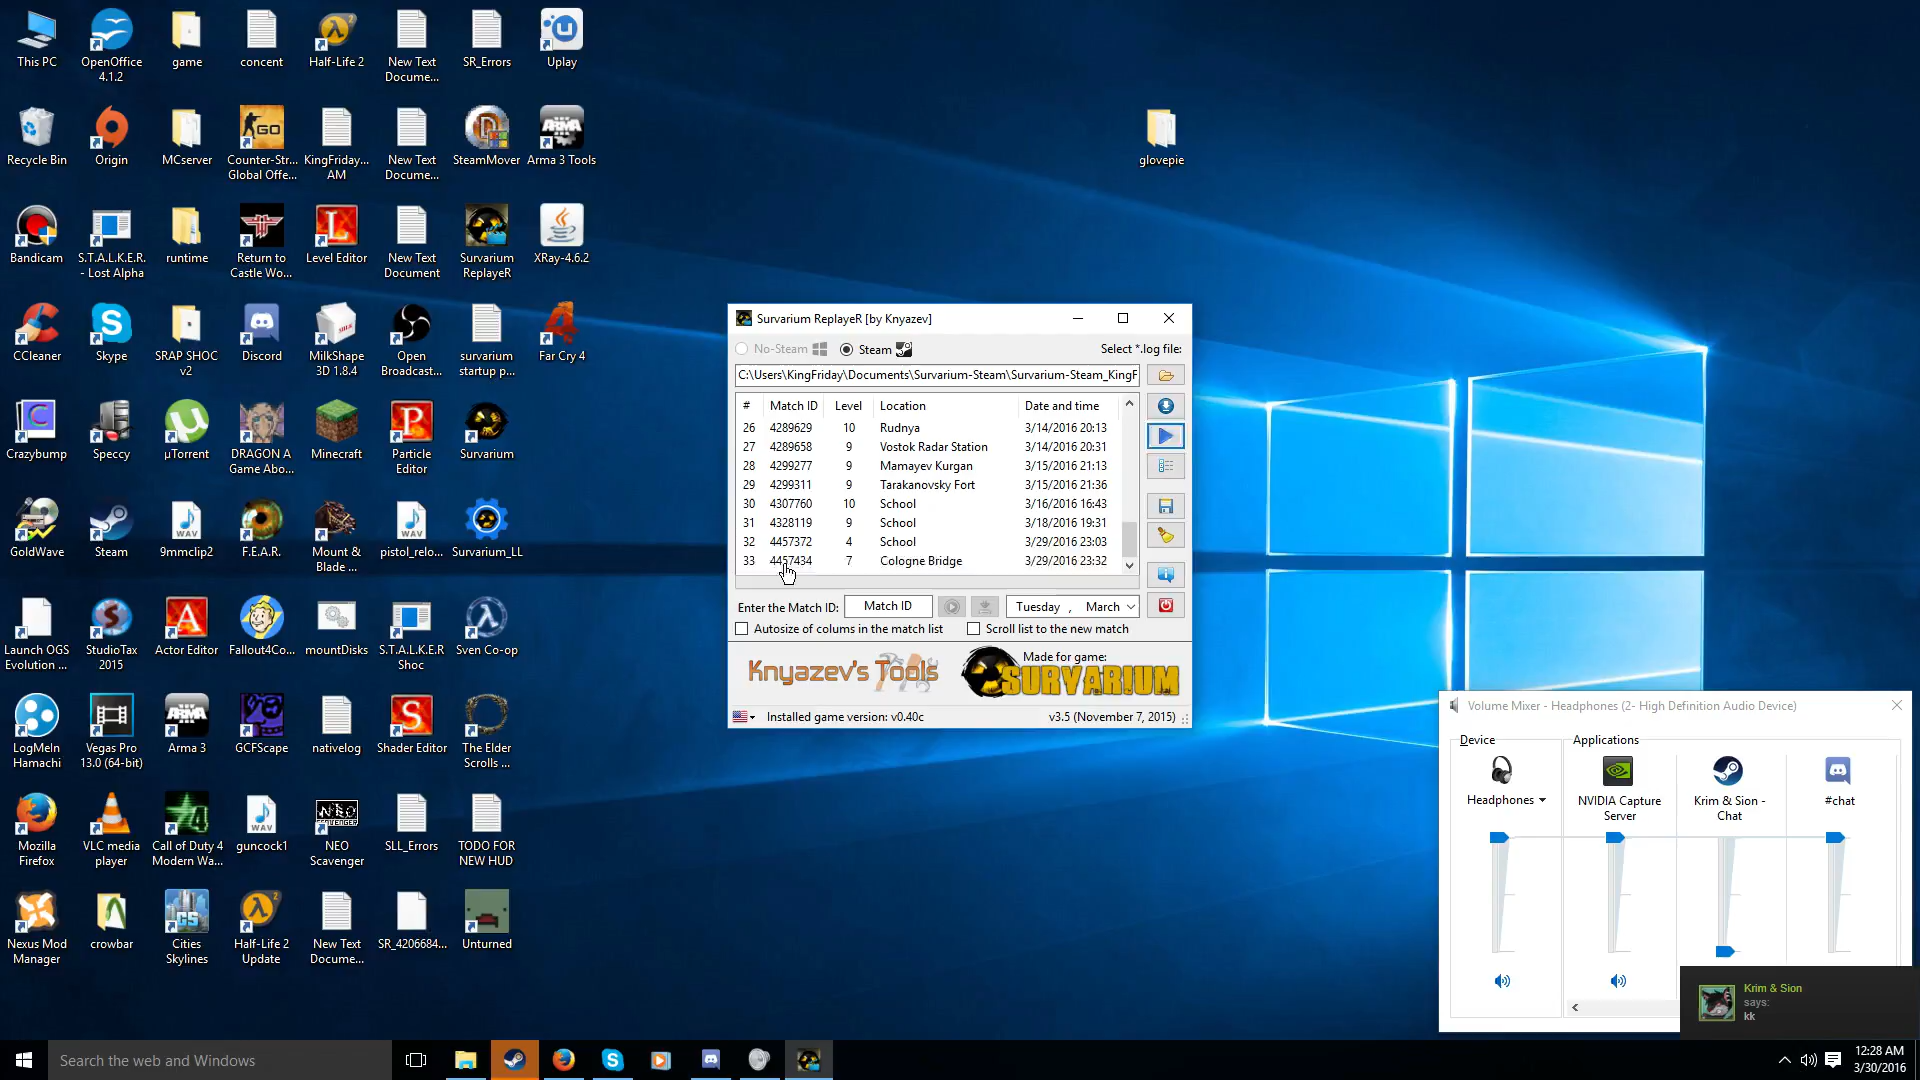 This PC
OpenOffice
4.1.2
game
concent
Half-Life 2
New Text
Docume...
SR_Errors
Uplay
Recycle Bin
Origin
MCserver
Counter-Str...
Global Offe...
KingFriday...
AM
New Text
Docume...
SteamMover
Arma 3 Tools
glovepie
Bandicam
S.T.A.L.K.E.R.
- Lost Alpha
runtime
Return to
Castle Wo...
Level Editor
New Text
Document
Survarium
ReplayeR
XRay-4.6.2
CCleaner
Skype
SRAP SHOC
v2
Discord
MilkShape
3D 1.8.4
Open
Broadcast...
survarium
startup p...
Far Cry 4
Crazybump
Speccy
µTorrent
DRAGON A
Game Abo...
Minecraft
Particle
Editor
Survarium
GoldWave
Steam
9mmclip2
F.E.A.R.
Mount &
Blade ...
pistol_relo...
Survarium_LL
Launch OGS
Evolution ...
StudioTax
2015
Actor Editor
Fallout4Co...
mountDisks
S.T.A.L.K.E.R
Shoc
Sven Co-op
LogMeIn
Hamachi
Vegas Pro
13.0 (64-bit)
Arma 3
GCFScape
nativelog
Shader Editor
The Elder
Scrolls ...
Mozilla
Firefox
VLC media
player
Call of Duty 4
Modern Wa...
guncock1
NEO
Scavenger
SLL_Errors
TODO FOR
NEW HUD
Nexus Mod
Manager
crowbar
Cities
Skylines
Half-Life 2
Update
New Text
Docume...
SR_4206684...
Unturned
Survarium ReplayeR [by Knyazev]
No-Steam
Steam
Select *.log file:
C:\Users\KingFriday\Documents\Survarium-Steam\Survarium-Steam_KingF
# Match ID Level Location Date and time
26 4289629 10 Rudnya 3/14/2016 20:13
27 4289658 9 Vostok Radar Station 3/14/2016 20:31
28 4299277 9 Mamayev Kurgan 3/15/2016 21:13
29 4299311 9 Tarakanovsky Fort 3/15/2016 21:36
30 4307760 10 School 3/16/2016 16:43
31 4328119 9 School 3/18/2016 19:31
32 4457372 4 School 3/29/2016 23:03
33 4457434 7 Cologne Bridge 3/29/2016 23:32
Enter the Match ID: Match ID Tuesday , March
Autosize of colums in the match list Scroll list to the new match
Knyazev's Tools
Made for game:
SURVARIUM
Installed game version: v0.40c v3.5 (November 7, 2015)
Volume Mixer - Headphones (2- High Definition Audio Device)
Device
Applications
Headphones
NVIDIA Capture
Server
Krim & Sion -
Chat
#chat
Krim & Sion
says:
kk
Search the web and Windows
12:28 AM
3/30/2016